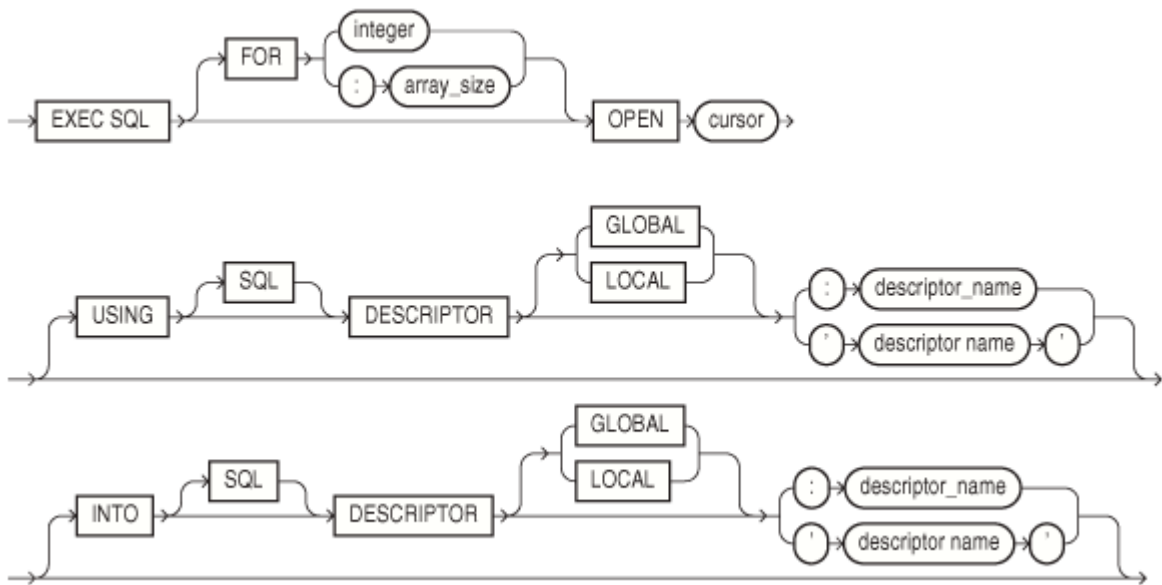 integer
FOR
: array_size
EXEC SQL OPEN cursor
GLOBAL
SQL LOCAL : descriptor_name
USING DESCRIPTOR ' descriptor name '
GLOBAL
SQL LOCAL : descriptor_name
INTO DESCRIPTOR ' descriptor name '